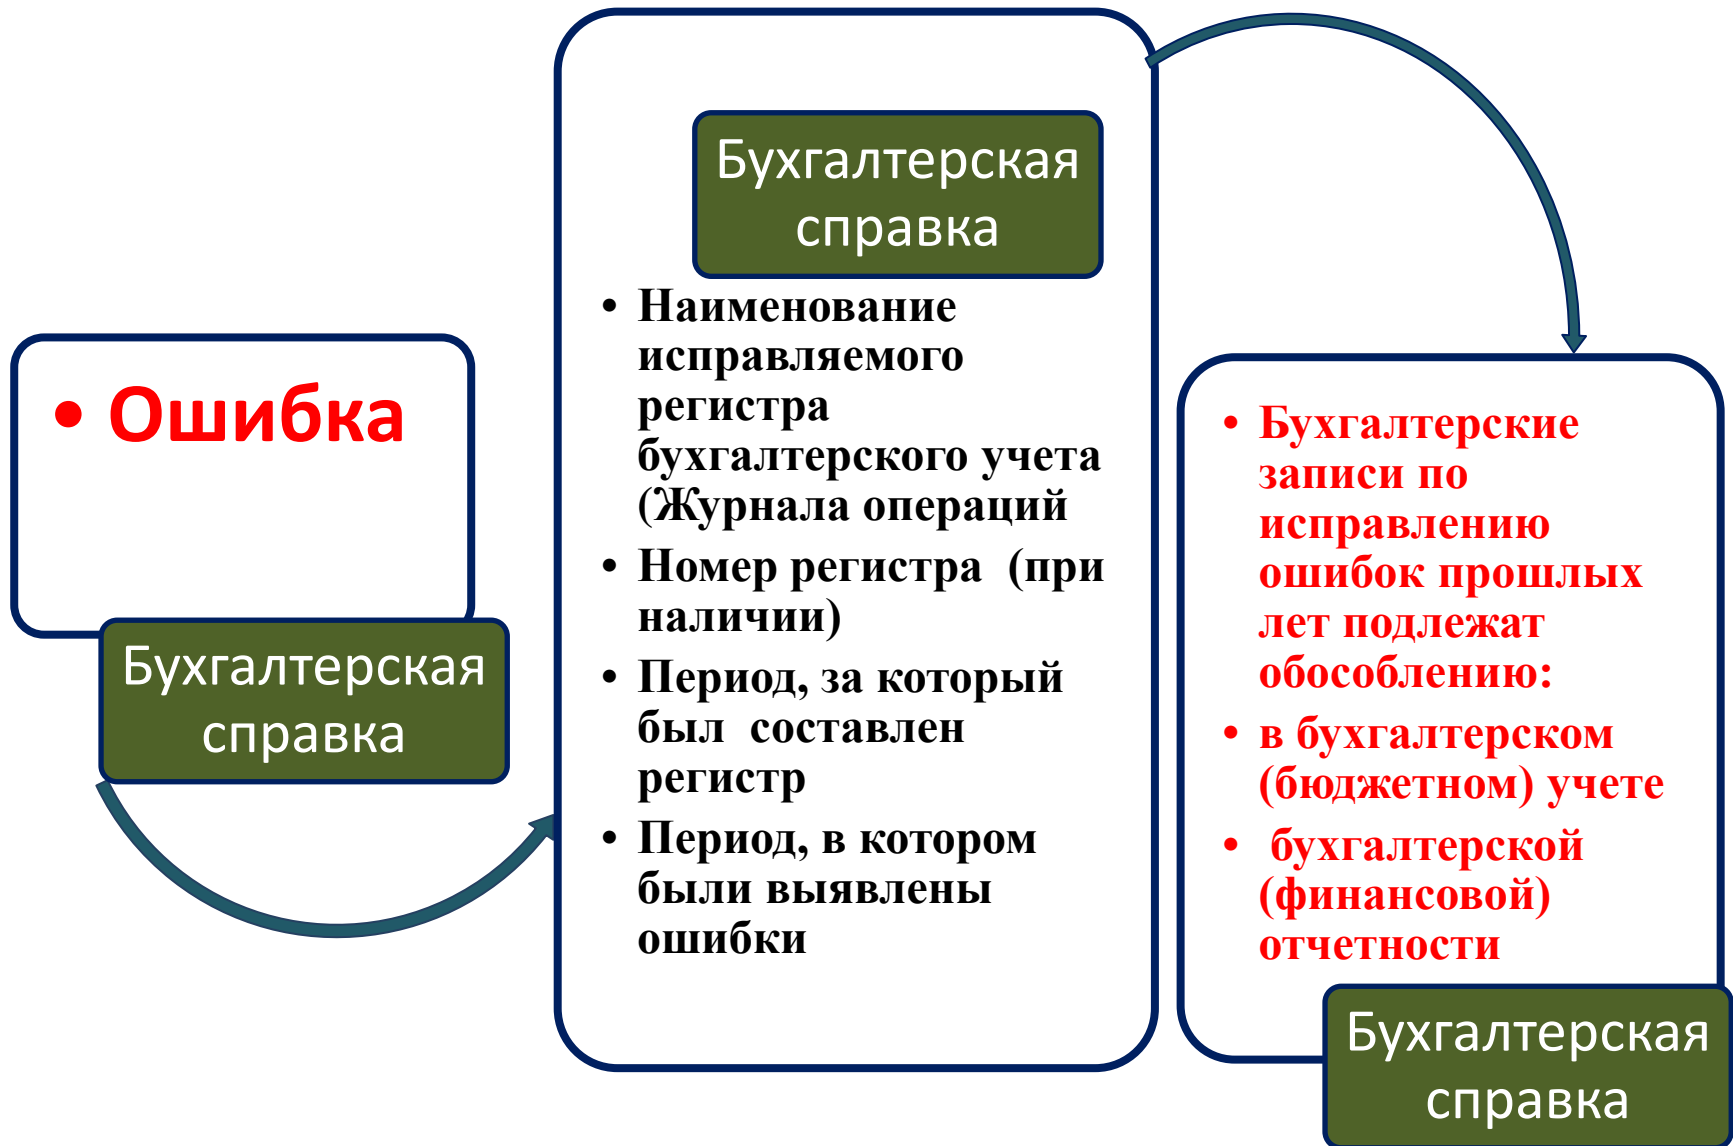 • Ошибка
Бухгалтерская
справка
Бухгалтерская
справка
• Наименование
исправляемого
регистра
бухгалтерского учета
(Журнала операций
• Номер регистра (при
наличии)
• Период, за который
был составлен
регистр
• Период, в котором
были выявлены
ошибки
• Бухгалтерские
записи по
исправлению
ошибок прошлых
лет подлежат
обособлению:
• в бухгалтерском
(бюджетном) учете
• бухгалтерской
(финансовой)
отчетности
Бухгалтерская
справка